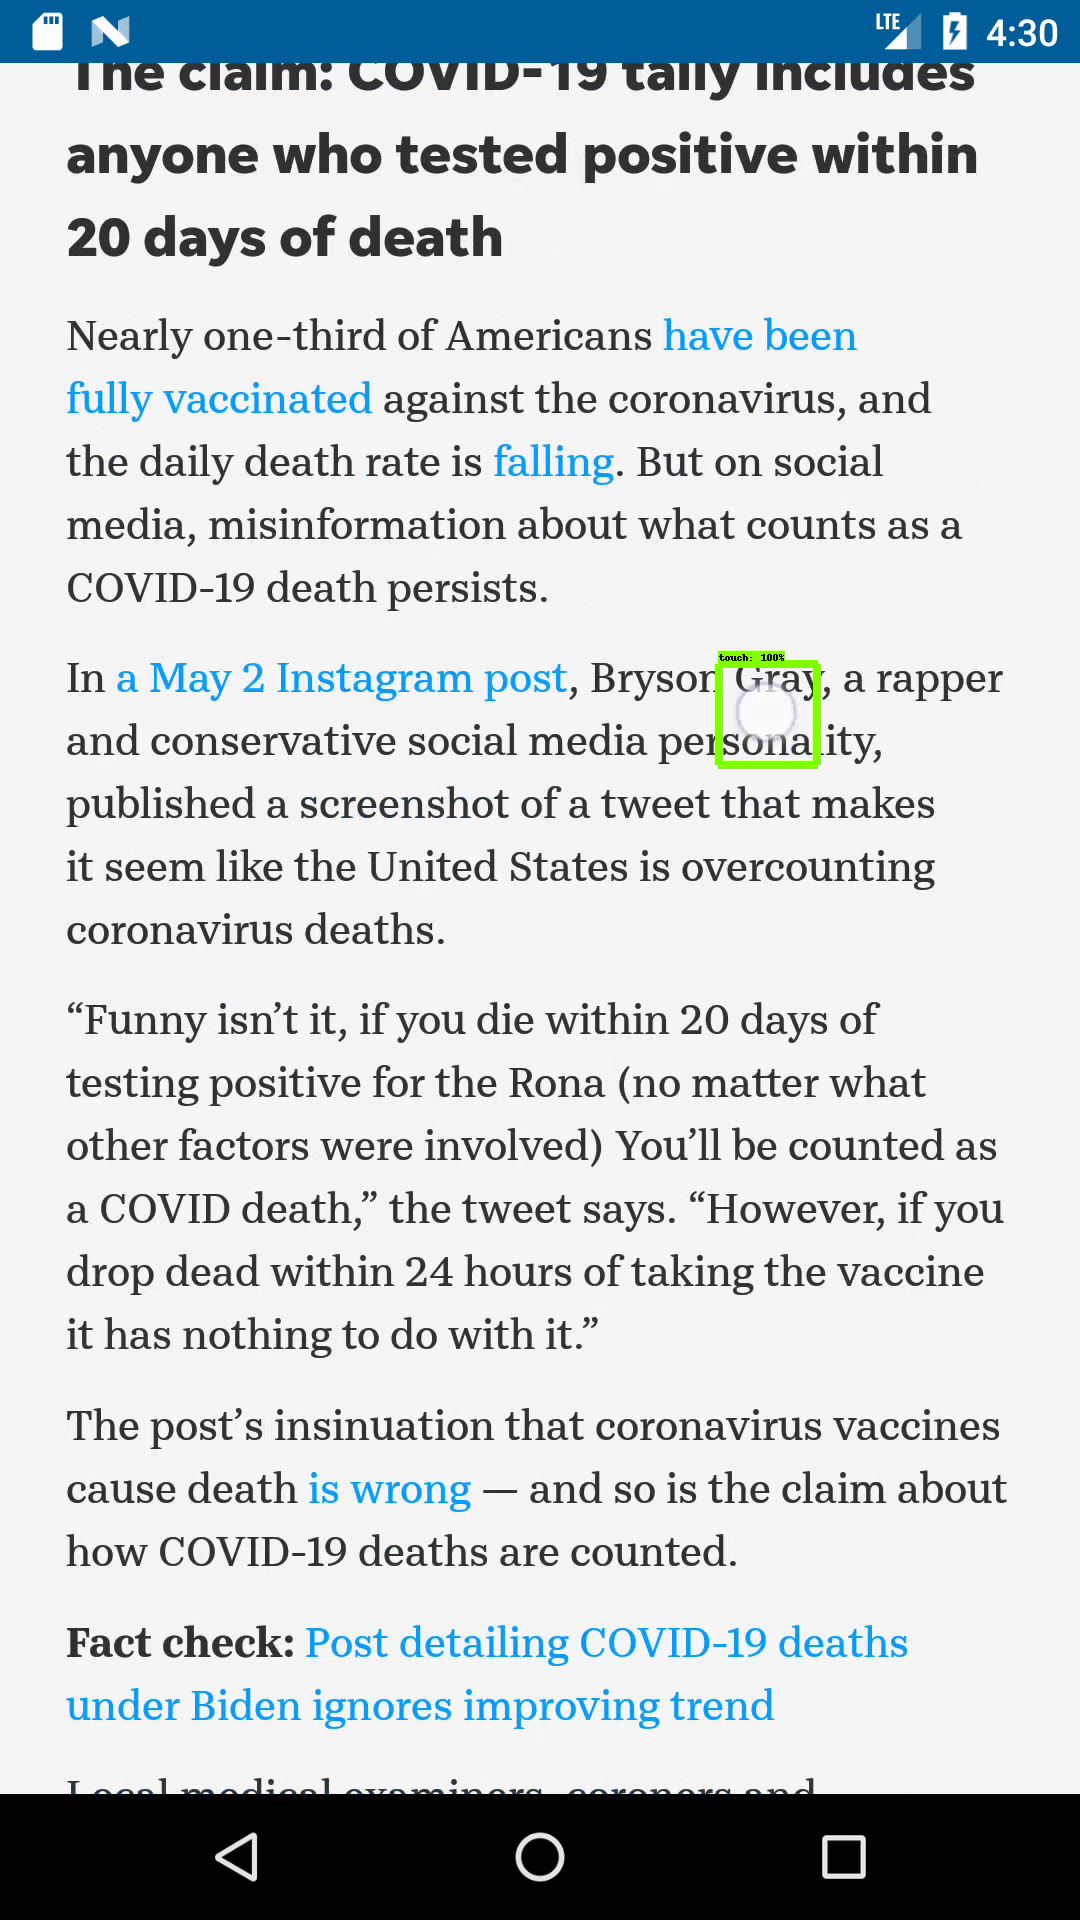 LTE 4:30
The claim: COVID-19 tally includes
anyone who tested positive within
20 days of death
Nearly one-third of Americans have been
fully vaccinated against the coronavirus, and
the daily death rate is falling. But on social
media, misinformation about what counts as a
COVID-19 death persists.
touch: 100%
In a May 2 Instagram post, Bryson Gray, a rapper
and conservative social media personality,
published a screenshot of a tweet that makes
it seem like the United States is overcounting
coronavirus deaths.
“Funny isn’t it, if you die within 20 days of
testing positive for the Rona (no matter what
other factors were involved) You’ll be counted as
a COVID death,” the tweet says. “However, if you
drop dead within 24 hours of taking the vaccine
it has nothing to do with it.”
The post’s insinuation that coronavirus vaccines
cause death is wrong — and so is the claim about
how COVID-19 deaths are counted.
Fact check: Post detailing COVID-19 deaths
under Biden ignores improving trend
Local medical examiners, coroners and